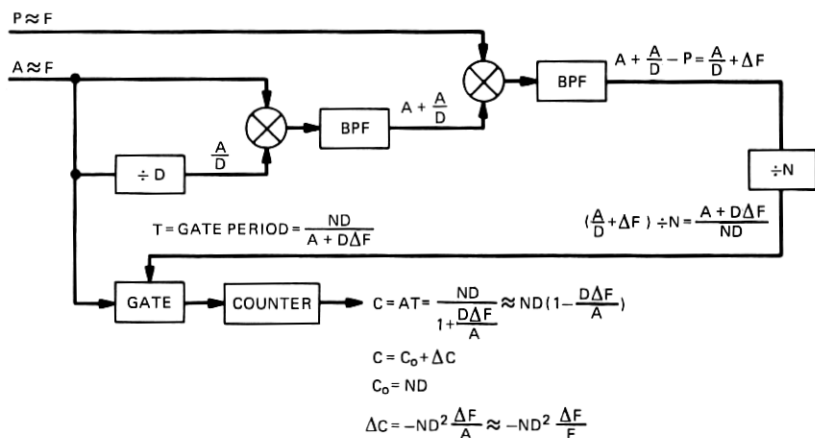 P ≈ F
A ≈ F
A + A/D − P = A/D + ΔF
BPF
BPF
A + A/D
A/D
÷ D
÷N
T = GATE PERIOD = ND/(A + DΔF)
(A/D + ΔF) ÷ N = (A + DΔF)/ND
GATE
COUNTER
C = AT = ND/(1 + DΔF/A) ≈ ND(1 − DΔF/A)
C = C₀ + ΔC
C₀ = ND
ΔC = −ND² ΔF/A ≈ −ND² ΔF/F